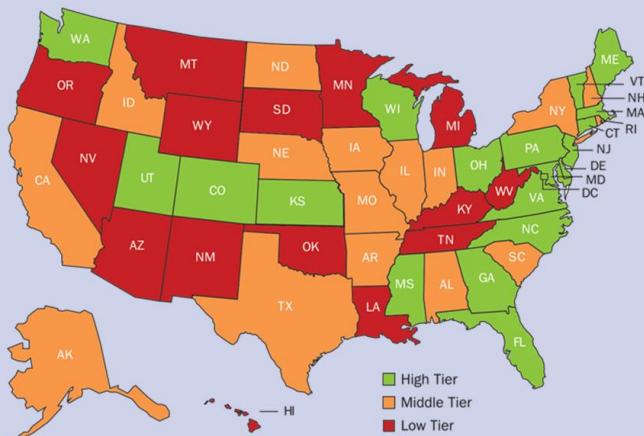 WA
ME
MT
ND
MN
VT
OR
NH
ID
WI
NY
MA
SD
WY
MI
RI
CT
IA
PA
NJ
NE
NV
OH
DE
IL
IN
UT
MD
CA
CO
WV
DC
VA
KS
MO
KY
NC
TN
OK
AZ
NM
AR
SC
MS
AL
GA
TX
LA
FL
AK
HI
High Tier
Middle Tier
Low Tier